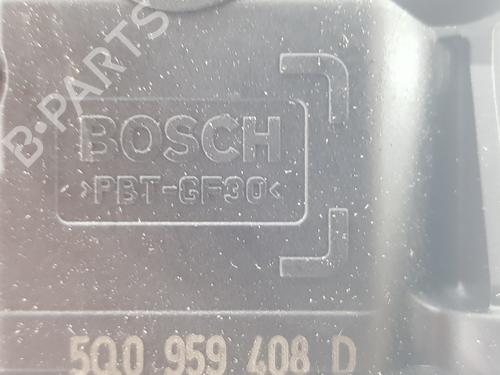 B-PARTS
BOSCH
>PBT-GF30<
5Q0 959 408 D